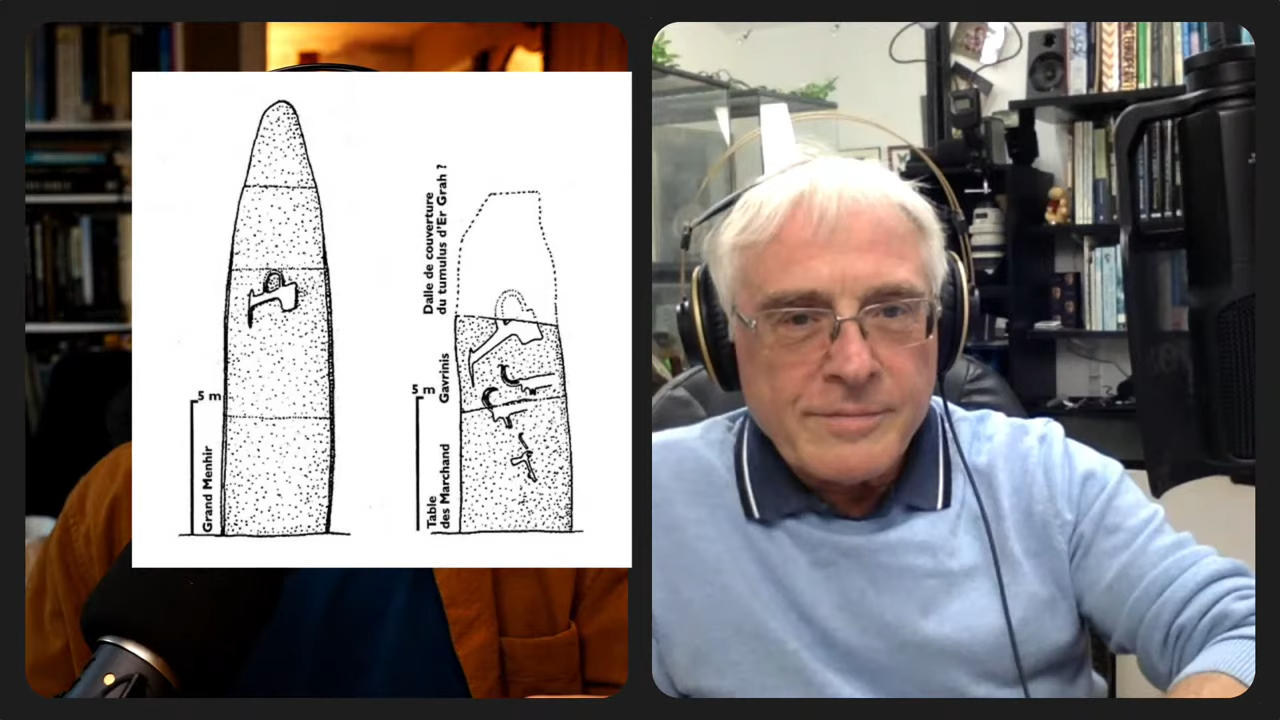 5 m
Grand Menhir
Dalle de couverture
du tumulus d'Er Grah ?
5
m
Gavrinis
Table
des Marchand